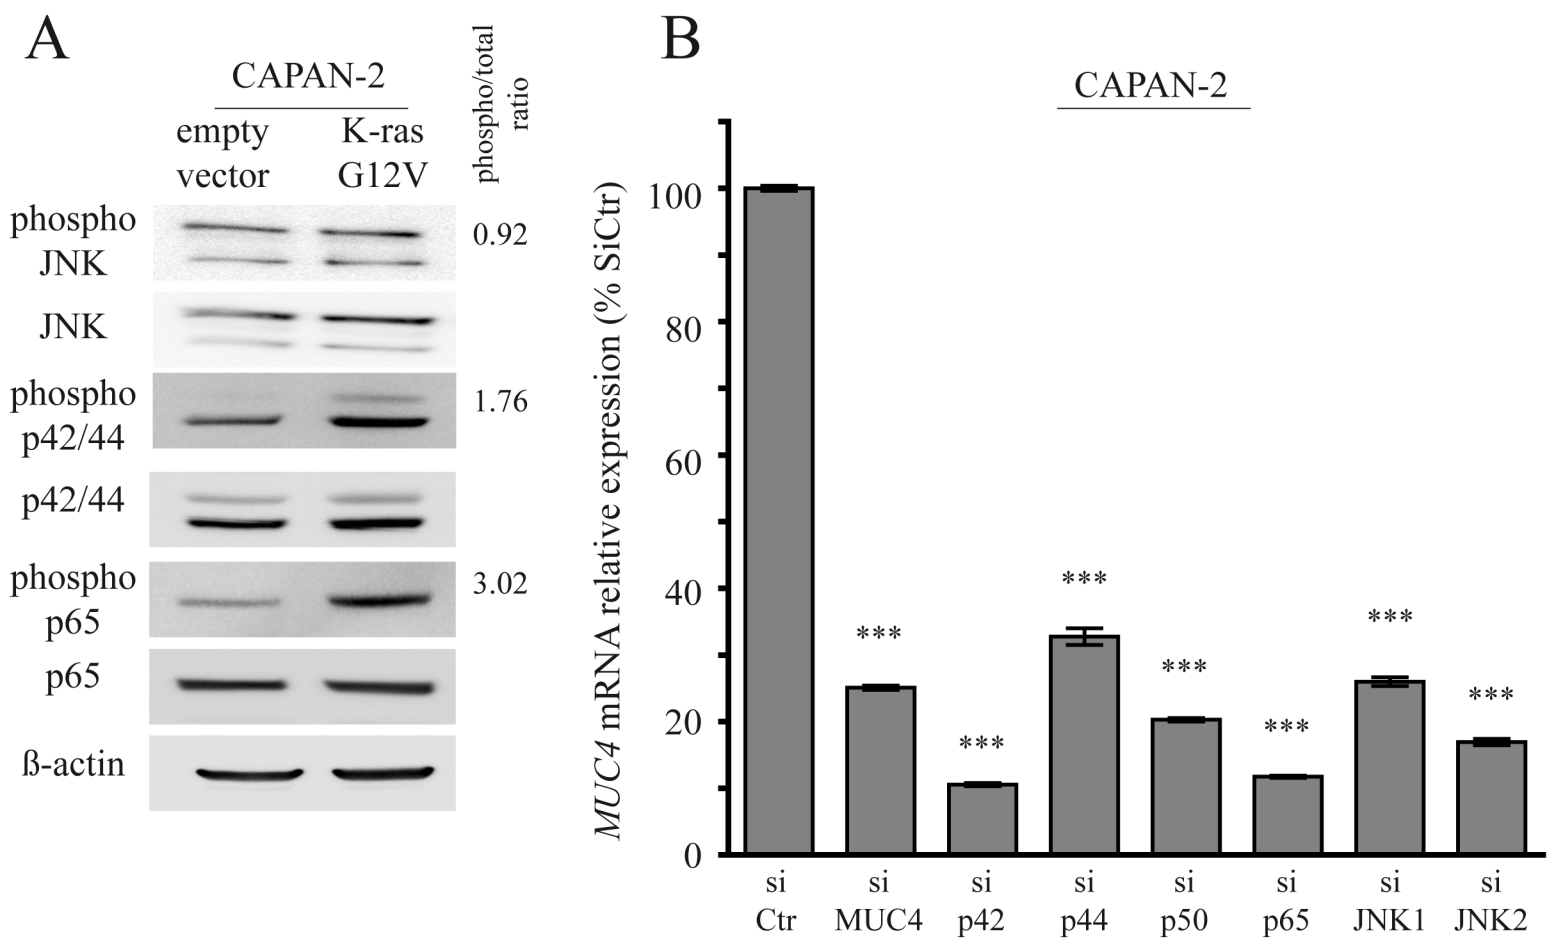 A
CAPAN-2
empty
vector
K-ras
G12V
phospho/total
ratio
phospho
JNK
0.92
JNK
phospho
p42/44
1.76
p42/44
phospho
p65
3.02
p65
ß-actin
B
CAPAN-2
MUC4 mRNA relative expression (% SiCtr)
100
80
60
40
20
0
***
***
***
***
***
***
***
si
Ctr
si
MUC4
si
p42
si
p44
si
p50
si
p65
si
JNK1
si
JNK2